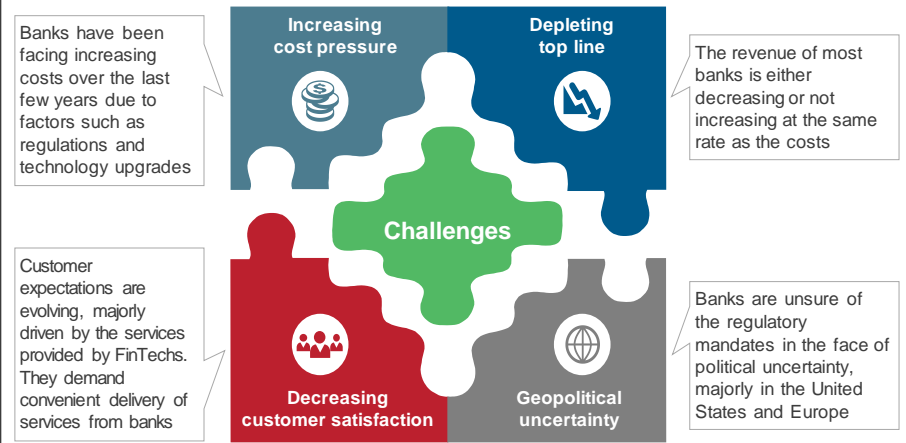 Banks have been
facing increasing
costs over the last
few years due to
factors such as
regulations and
technology upgrades
Increasing
cost pressure
$
Depleting
top line
The revenue of most
banks is either
decreasing or not
increasing at the same
rate as the costs
Challenges
Customer
expectations are
evolving, majorly
driven by the services
provided by FinTechs.
They demand
convenient delivery of
services from banks
Decreasing
customer satisfaction
Geopolitical
uncertainty
Banks are unsure of
the regulatory
mandates in the face of
political uncertainty,
majorly in the United
States and Europe